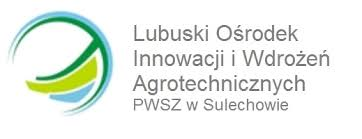 Lubuski Ośrodek
Innowacji i Wdrożeń
Agrotechnicznych
PWSZ w Sulechowie